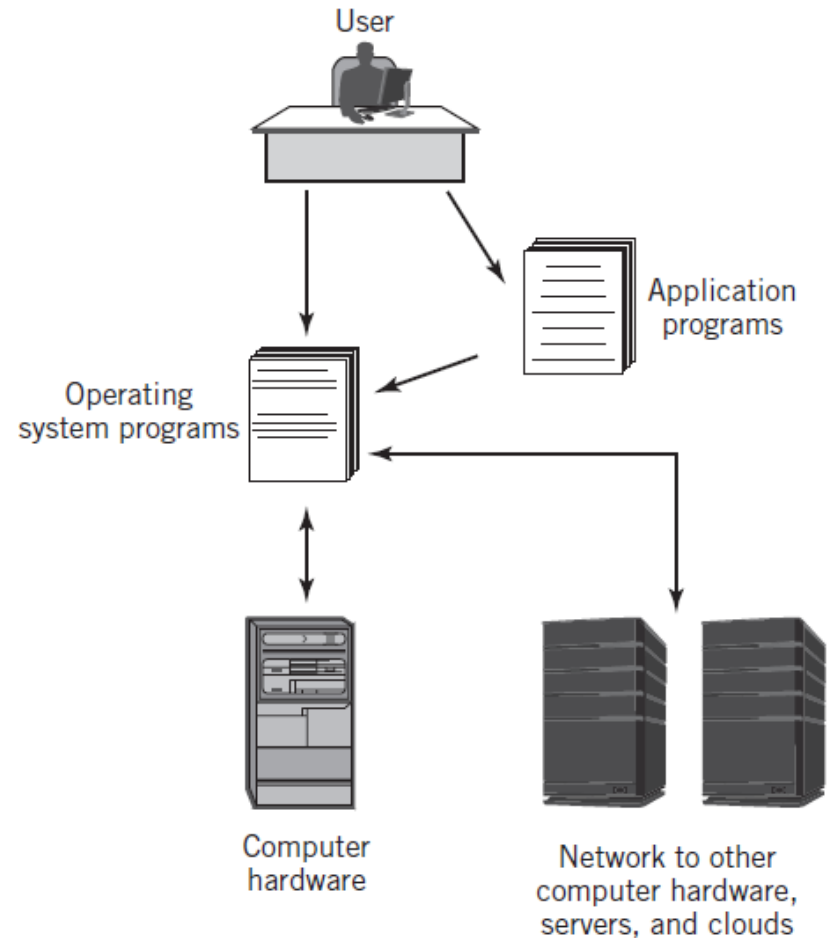 User
Application
programs
Operating
system programs
Computer
hardware
Network to other
computer hardware,
servers, and clouds